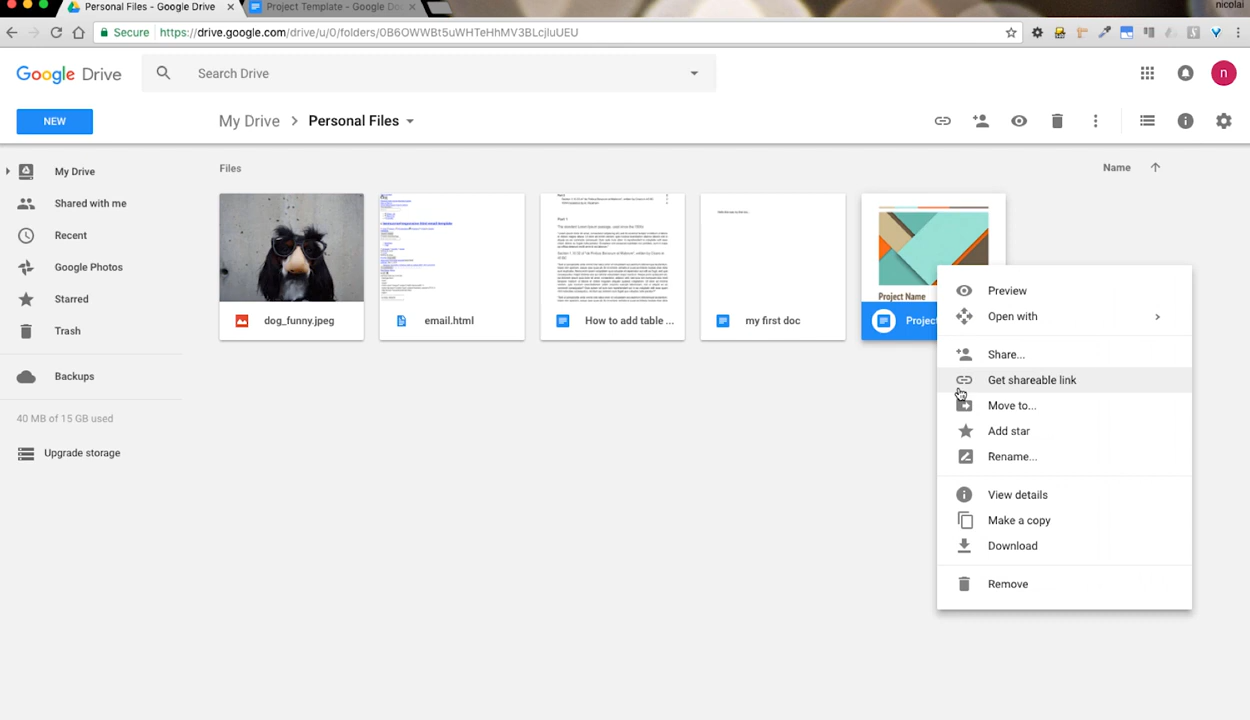 nicolai
Personal Files - Google Drive
Project Template - Google Do
Secure
https://drive.google.com/drive/u/0/folders/0B6OWWBt5uWHTeHhMV3BLcjluUEU
Google Drive
Search Drive
n
NEW
My Drive > Personal Files
My Drive
Shared with me
Recent
Google Photos
Starred
Trash
Backups
40 MB of 15 GB used
Upgrade storage
Files
Name
dog_funny.jpeg
email.html
How to add table ...
my first doc
Project Name
Project
Preview
Open with
Share...
Get shareable link
Move to...
Add star
Rename...
View details
Make a copy
Download
Remove